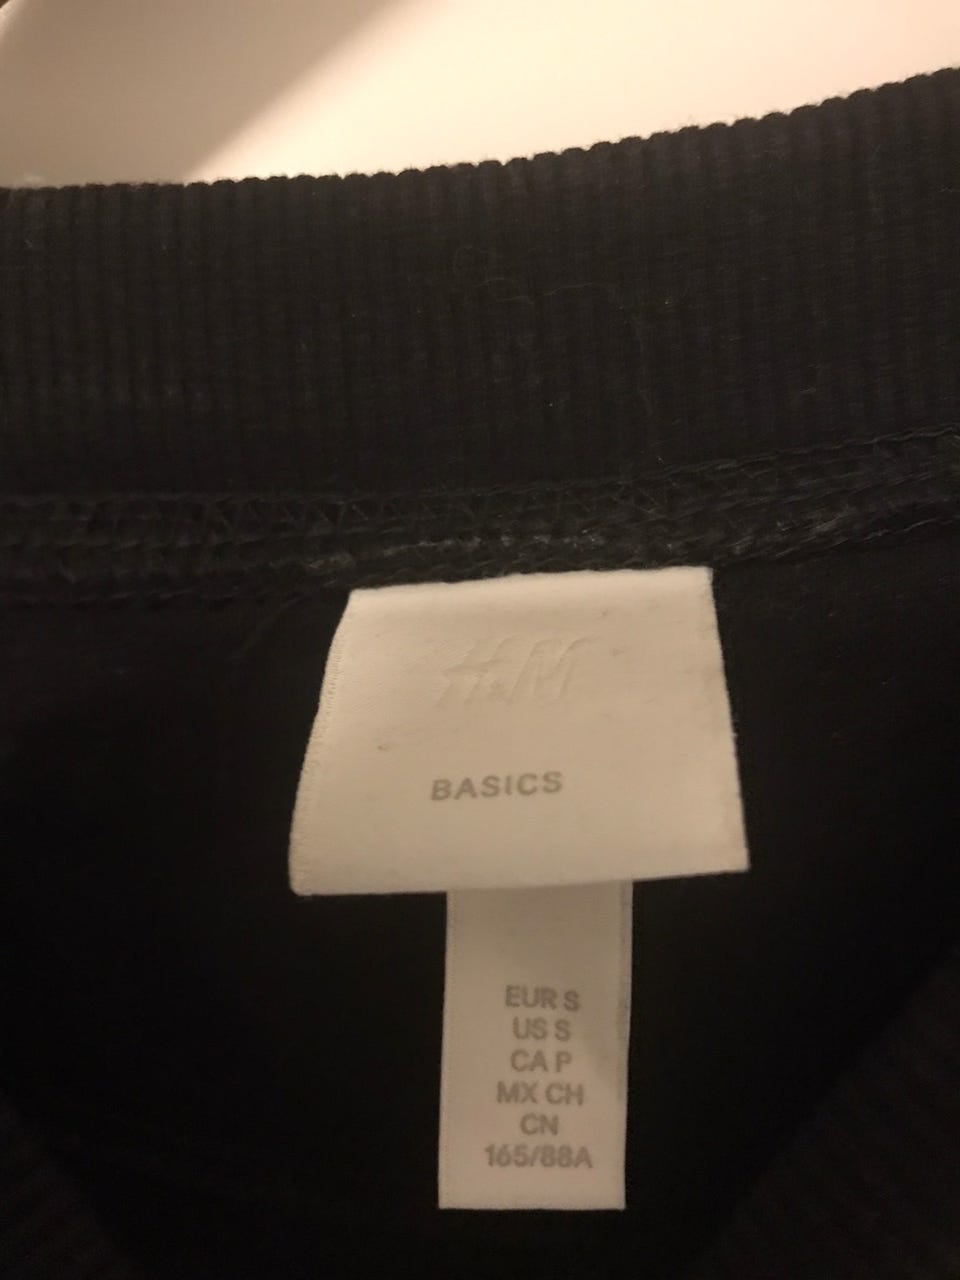 H&M
BASICS
EUR S
US S
CA P
MX CH
CN
165/88A